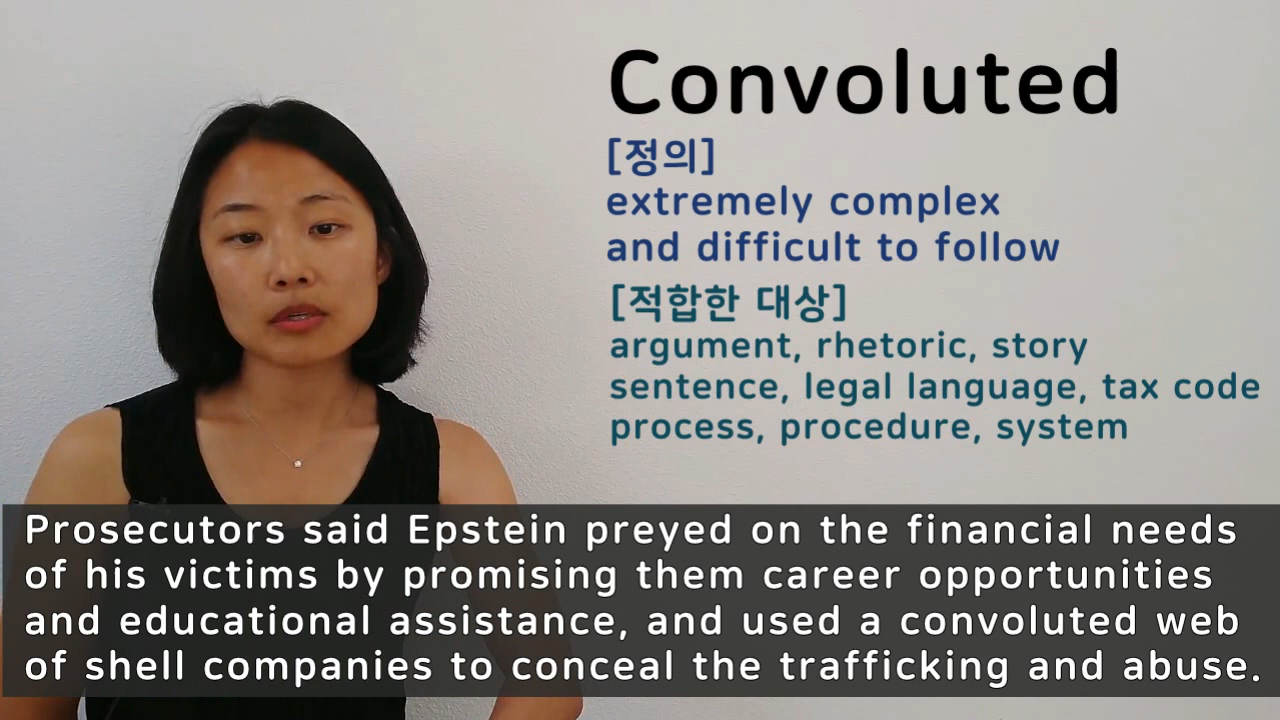 Convoluted
[정의]
extremely complex
and difficult to follow
[적합한 대상]
argument, rhetoric, story
sentence, legal language, tax code
process, procedure, system
Prosecutors said Epstein preyed on the financial needs
of his victims by promising them career opportunities
and educational assistance, and used a convoluted web
of shell companies to conceal the trafficking and abuse.